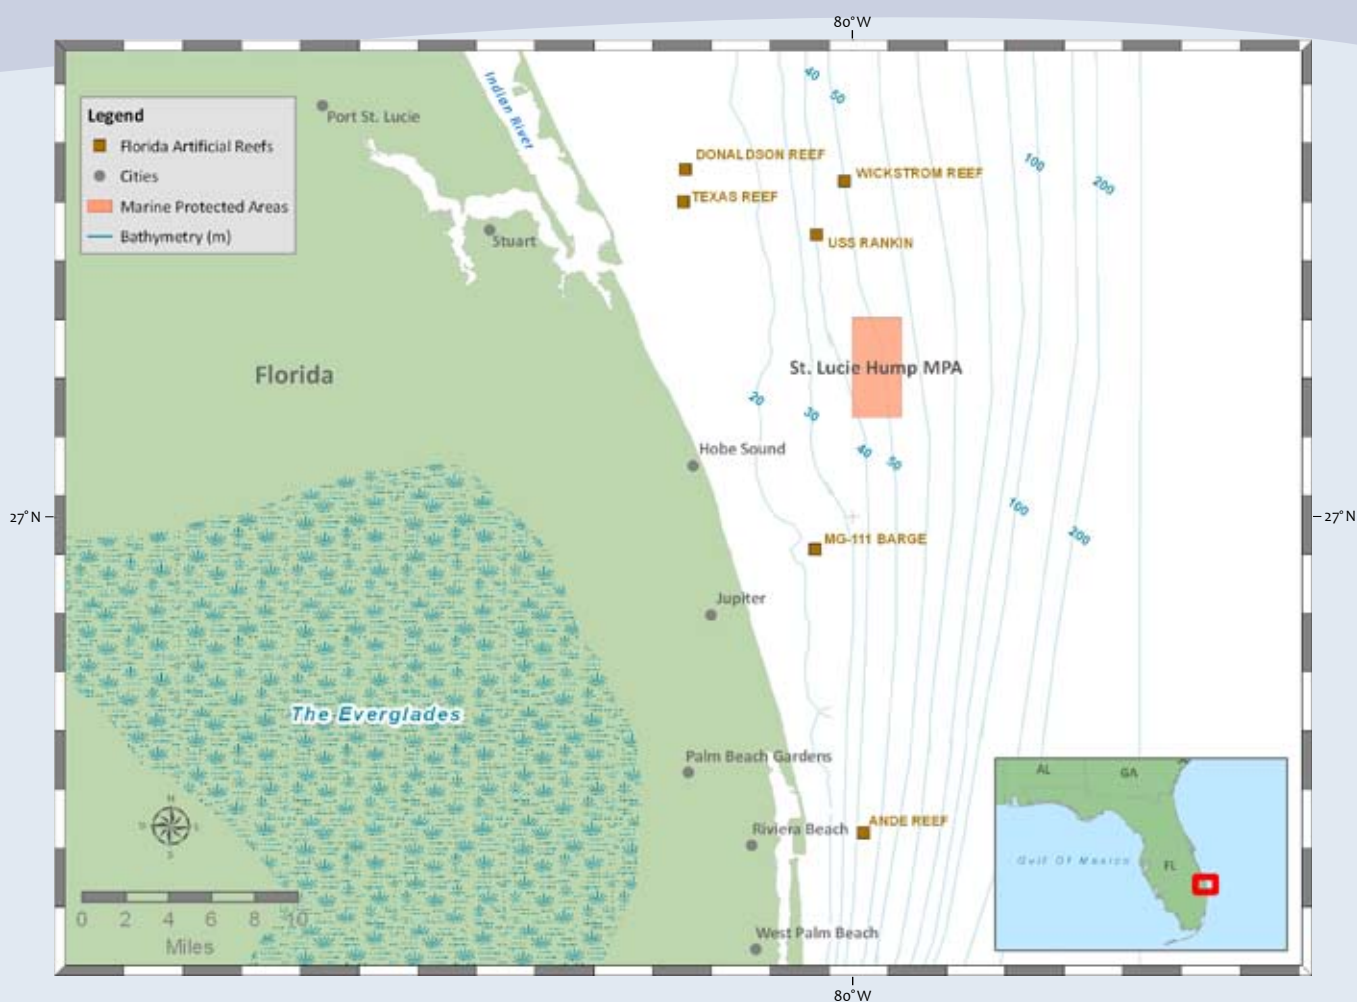 80°W
40
50
Indian River
Legend
Florida Artificial Reefs
Cities
Marine Protected Areas
Bathymetry (m)
Port St. Lucie
DONALDSON REEF
WICKSTROM REEF
100
200
TEXAS REEF
Stuart
USS RANKIN
Florida
St. Lucie Hump MPA
20
30
40
50
Hobe Sound
100
200
27°N
27°N
MG-111 BARGE
Jupiter
The Everglades
Palm Beach Gardens
AL
GA
N
S
Riviera Beach
ANDE REEF
Gulf Of Mexico
FL
0 2 4 6 8 10
Miles
West Palm Beach
80°W